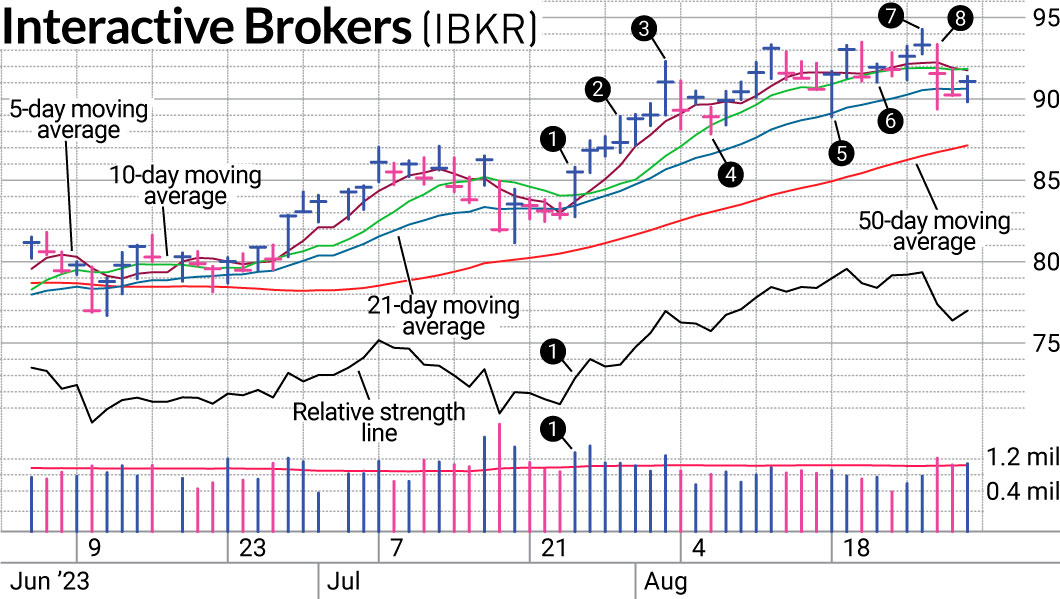 Interactive Brokers (IBKR)
95
7
8
3
2
90
5-day moving
average
1
6
5
4
10-day moving
average
85
50-day moving
average
80
21-day moving
average
75
1
Relative strength
line
1
1.2 mil
0.4 mil
9
23
7
21
4
18
Jun ’23
Jul
Aug